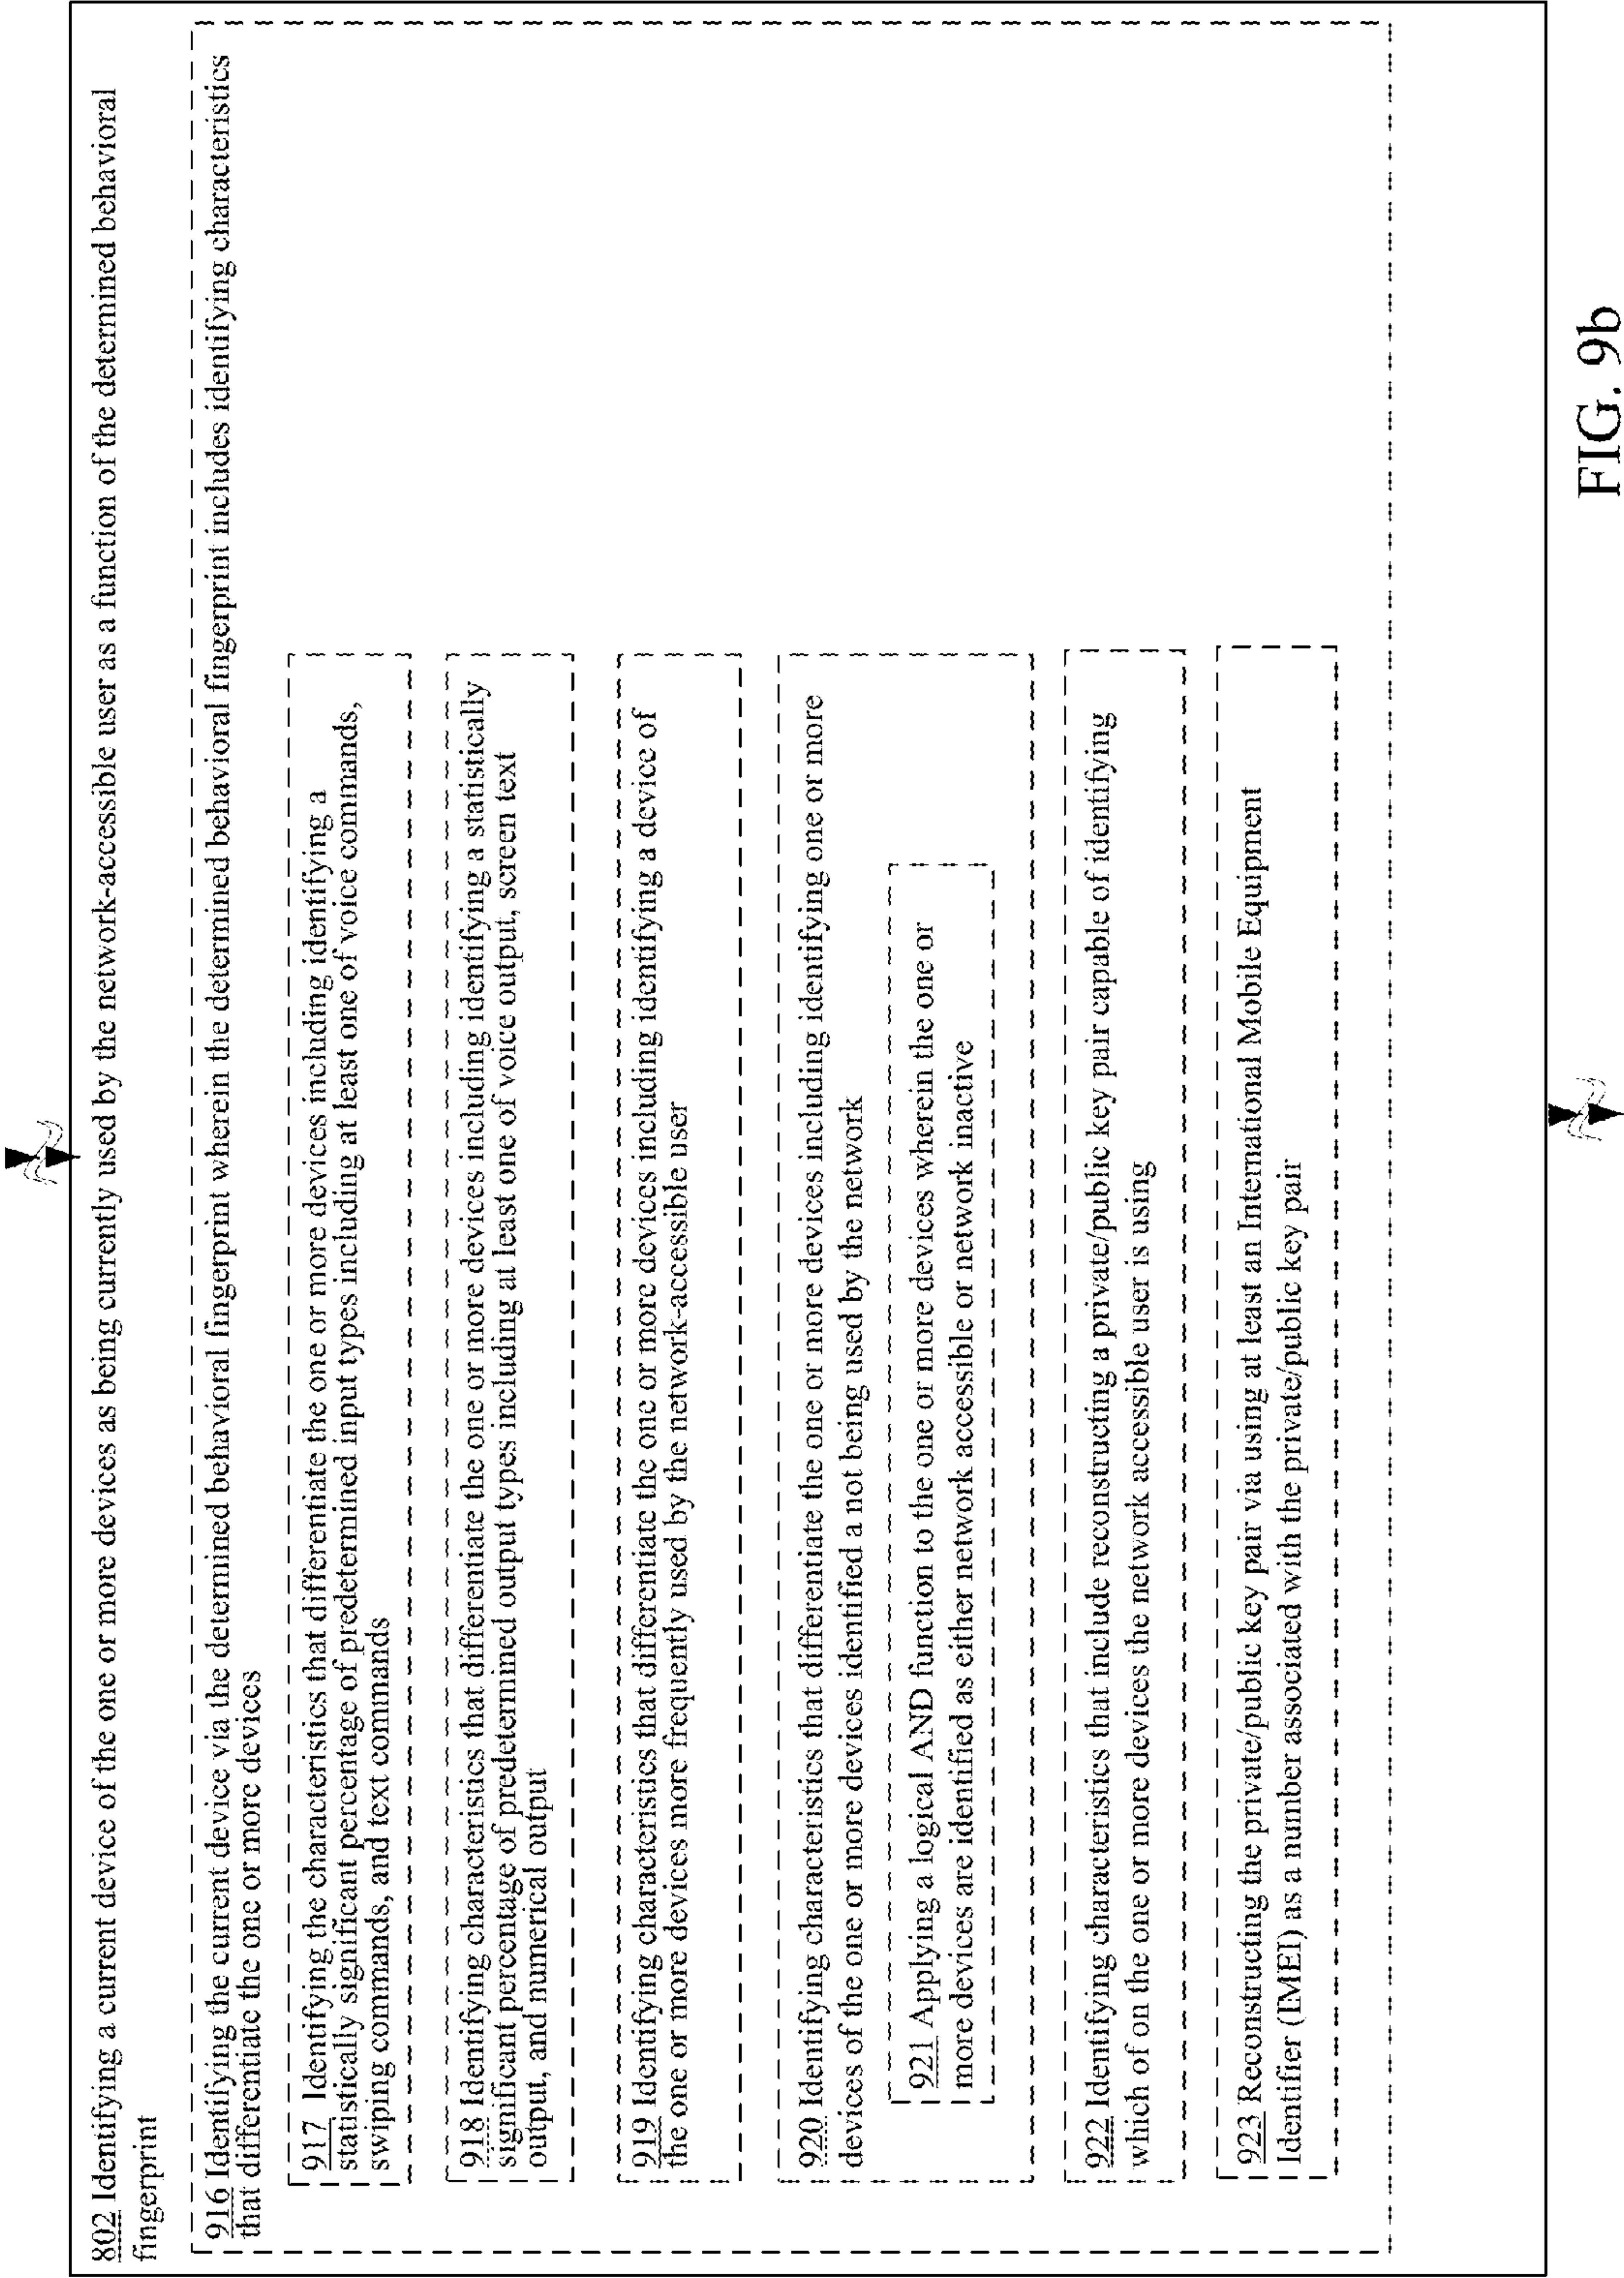 802 Identifying a current device of the one or more devices as being currently used by the network-accessible user as a function of the determined behavioral
fingerprint
916 Identifying the current device via the determined behavioral fingerprint wherein the determined behavioral fingerprint includes identifying characteristics
that differentiate the one or more devices
917 Identifying the characteristics that differentiate the one or more devices including identifying a
statistically significant percentage of predetermined input types including at least one of voice commands,
swiping commands, and text commands
918 Identifying characteristics that differentiate the one or more devices including identifying a statistically
significant percentage of predetermined output types including at least one of voice output, screen text
output, and numerical output
919 Identifying characteristics that differentiate the one or more devices including identifying a device of
the one or more devices more frequently used by the network-accessible user
920 Identifying characteristics that differentiate the one or more devices including identifying one or more
devices of the one or more devices identified a not being used by the network
921 Applying a logical AND function to the one or more devices wherein the one or
more devices are identified as either network accessible or network inactive
922 Identifying characteristics that include reconstructing a private/public key pair capable of identifying
which of on the one or more devices the network accessible user is using
923 Reconstructing the private/public key pair via using at least an International Mobile Equipment
Identifier (IMEI) as a number associated with the private/public key pair
FIG. 9b